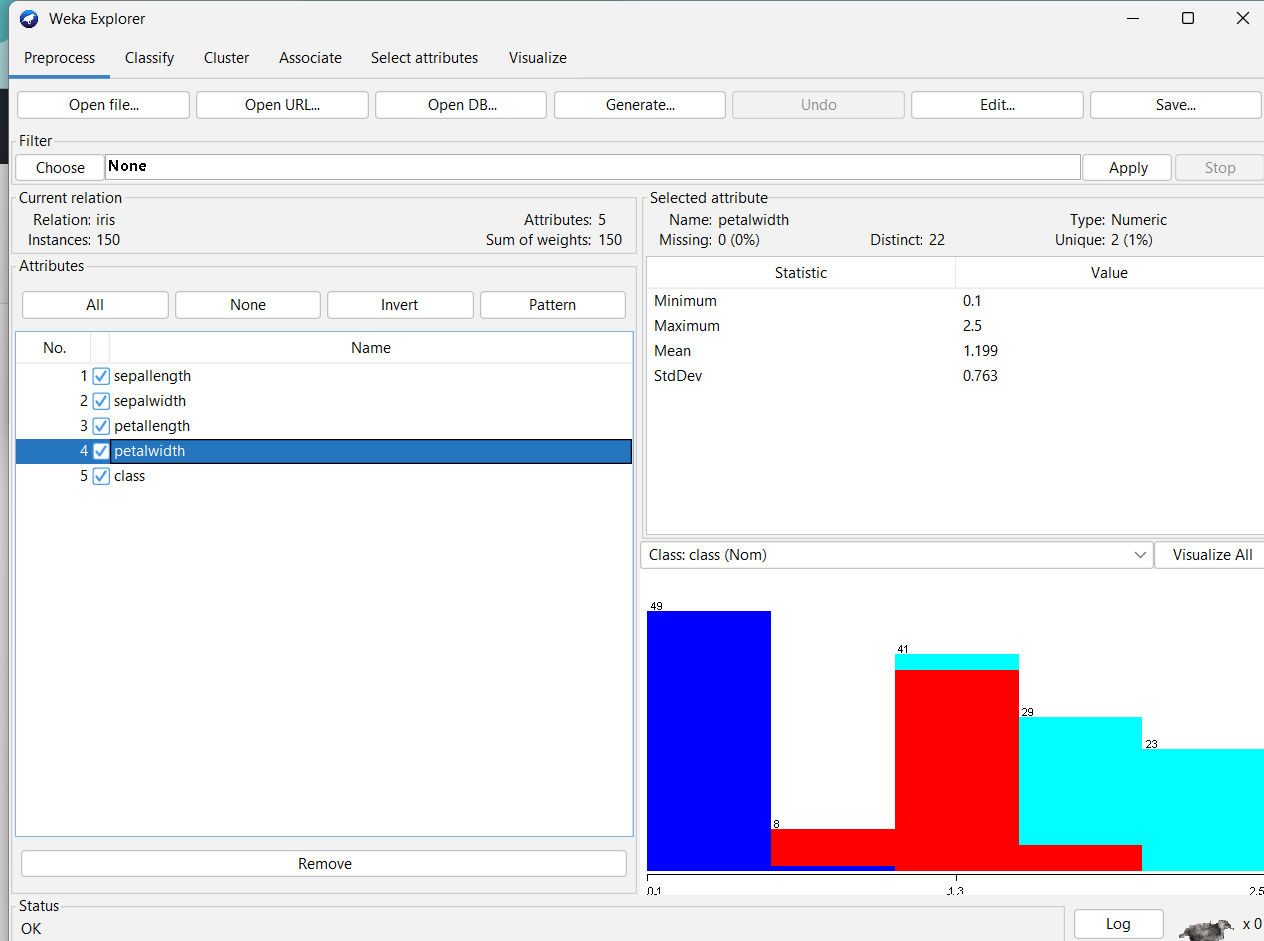 Weka Explorer
Preprocess Classify Cluster Associate Select attributes Visualize
Open file... Open URL... Open DB... Generate... Undo Edit... Save...
Filter
Choose None Apply Stop
Current relation
Relation: iris Attributes: 5
Instances: 150 Sum of weights: 150
Attributes
All None Invert Pattern
No. Name
1 sepallength
2 sepalwidth
3 petallength
4 petalwidth
5 class
Remove
Selected attribute
Name: petalwidth Type: Numeric
Missing: 0 (0%) Distinct: 22 Unique: 2 (1%)
Statistic Value
Minimum 0.1
Maximum 2.5
Mean 1.199
StdDev 0.763
Class: class (Nom) Visualize All
49
41
29
23
8
0.1 1.3 2.5
Status
OK
Log x 0